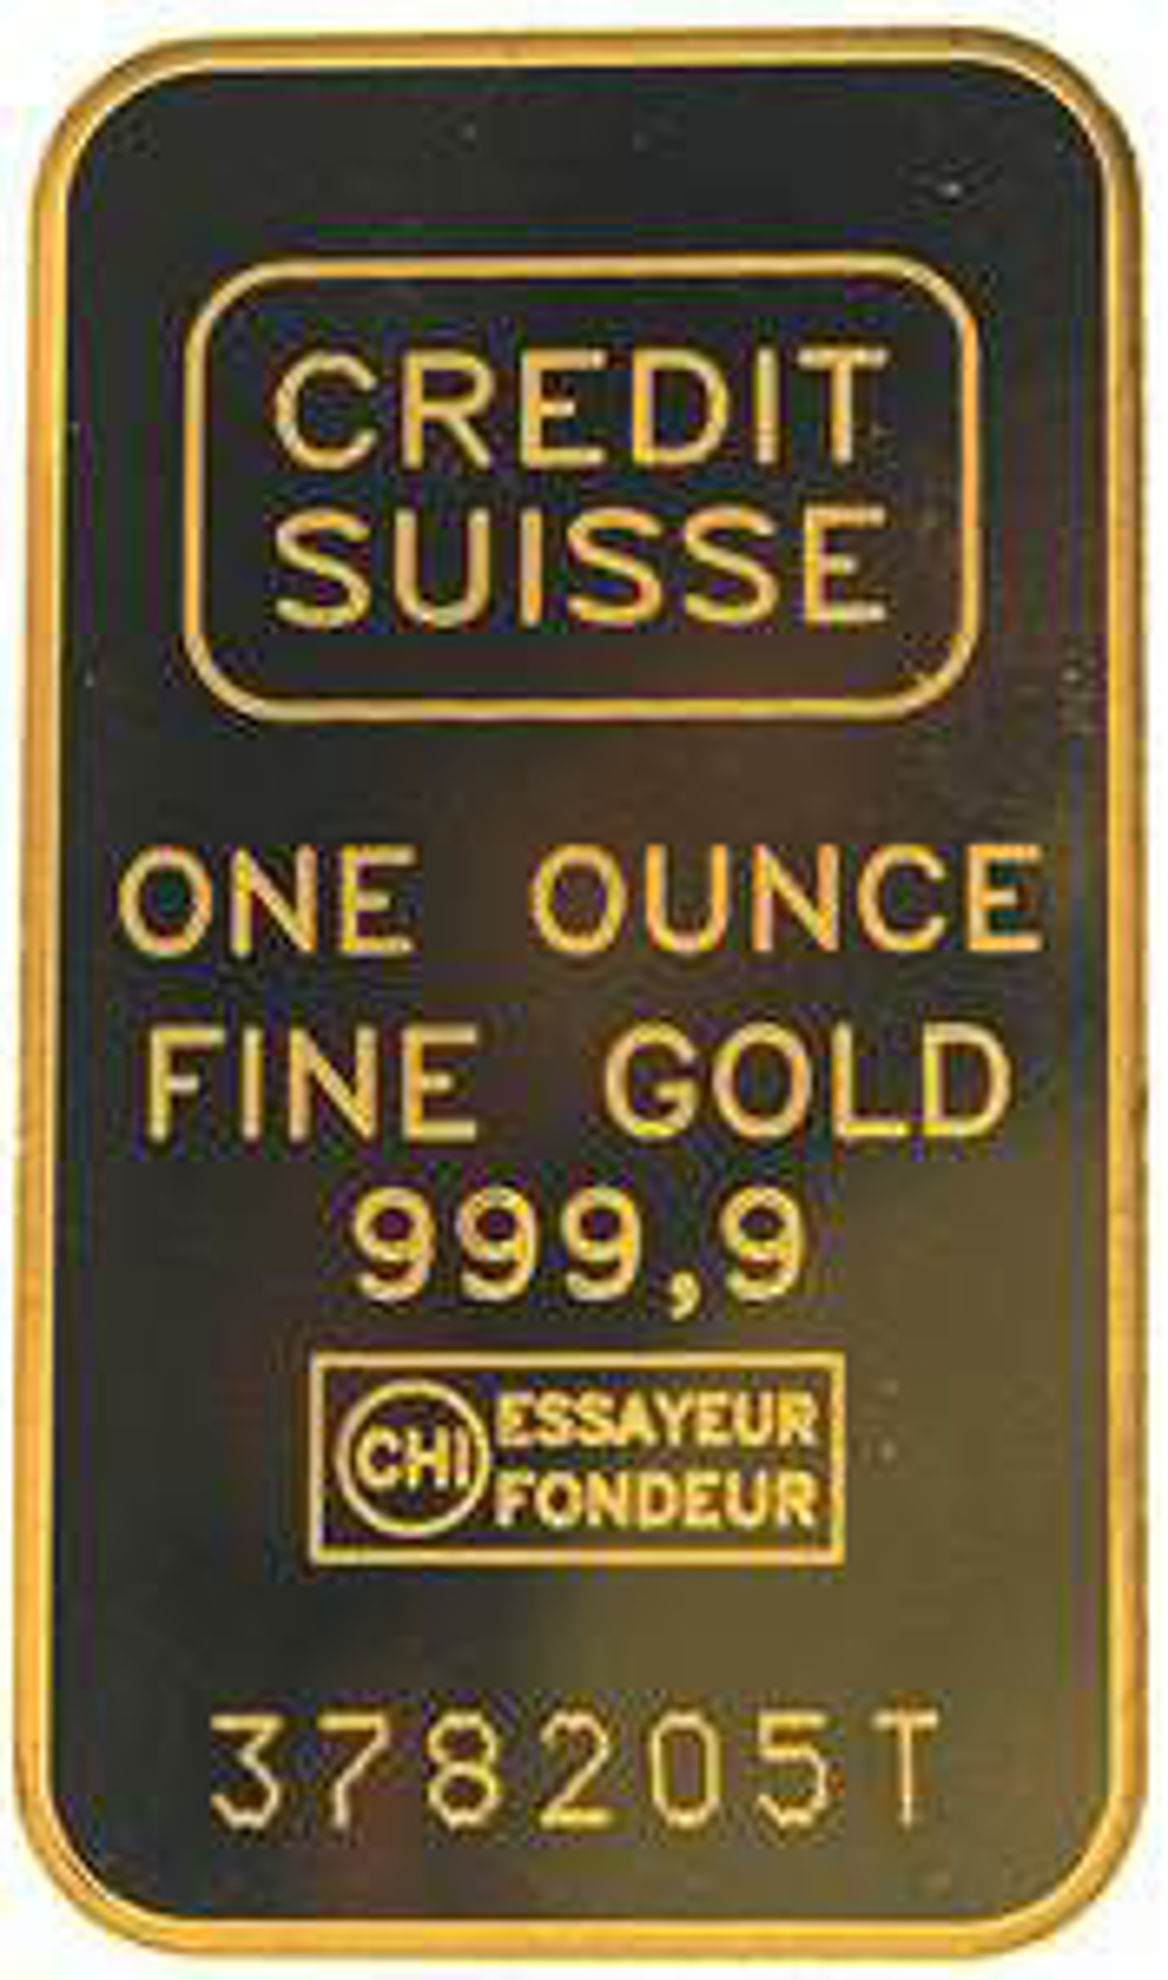 CREDIT
SUISSE
ONE OUNCE
FINE GOLD
999,9
CHI ESSAYEUR
FONDEUR
378205T